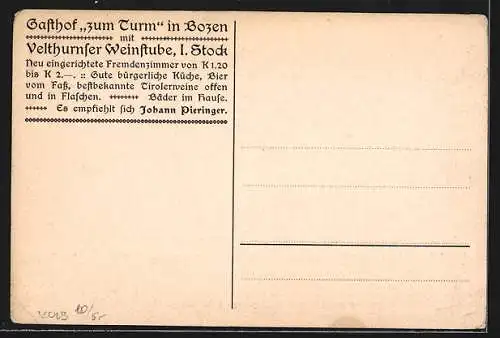 Gasthof „zum Turm“ in Bozen
mit
Velthurnser Weinstube, I. Stock
Neu eingerichtete Fremdenzimmer von K 1.20
bis K 2.—. :: Gute bürgerliche Küche, Bier
vom Faß, bestbekannte Tirolerweine offen
und in Flaschen. Bäder im Hause.
Es empfiehlt sich Johann Pieringer.